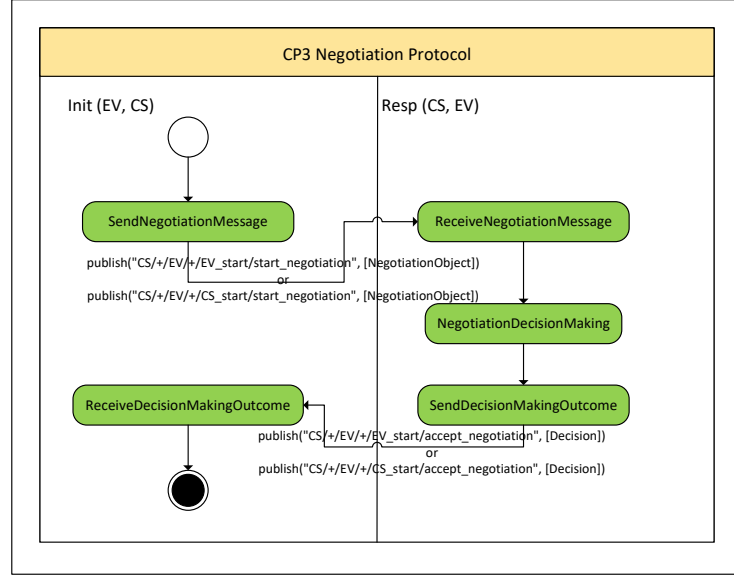 CP3 Negotiation Protocol
Init (EV, CS)
Resp (CS, EV)
SendNegotiationMessage
ReceiveNegotiationMessage
publish("CS/+/EV/+/EV_start/start_negotiation", [NegotiationObject])
or
publish("CS/+/EV/+/CS_start/start_negotiation", [NegotiationObject])
NegotiationDecisionMaking
ReceiveDecisionMakingOutcome
SendDecisionMakingOutcome
publish("CS/+/EV/+/EV_start/accept_negotiation", [Decision])
or
publish("CS/+/EV/+/CS_start/accept_negotiation", [Decision])